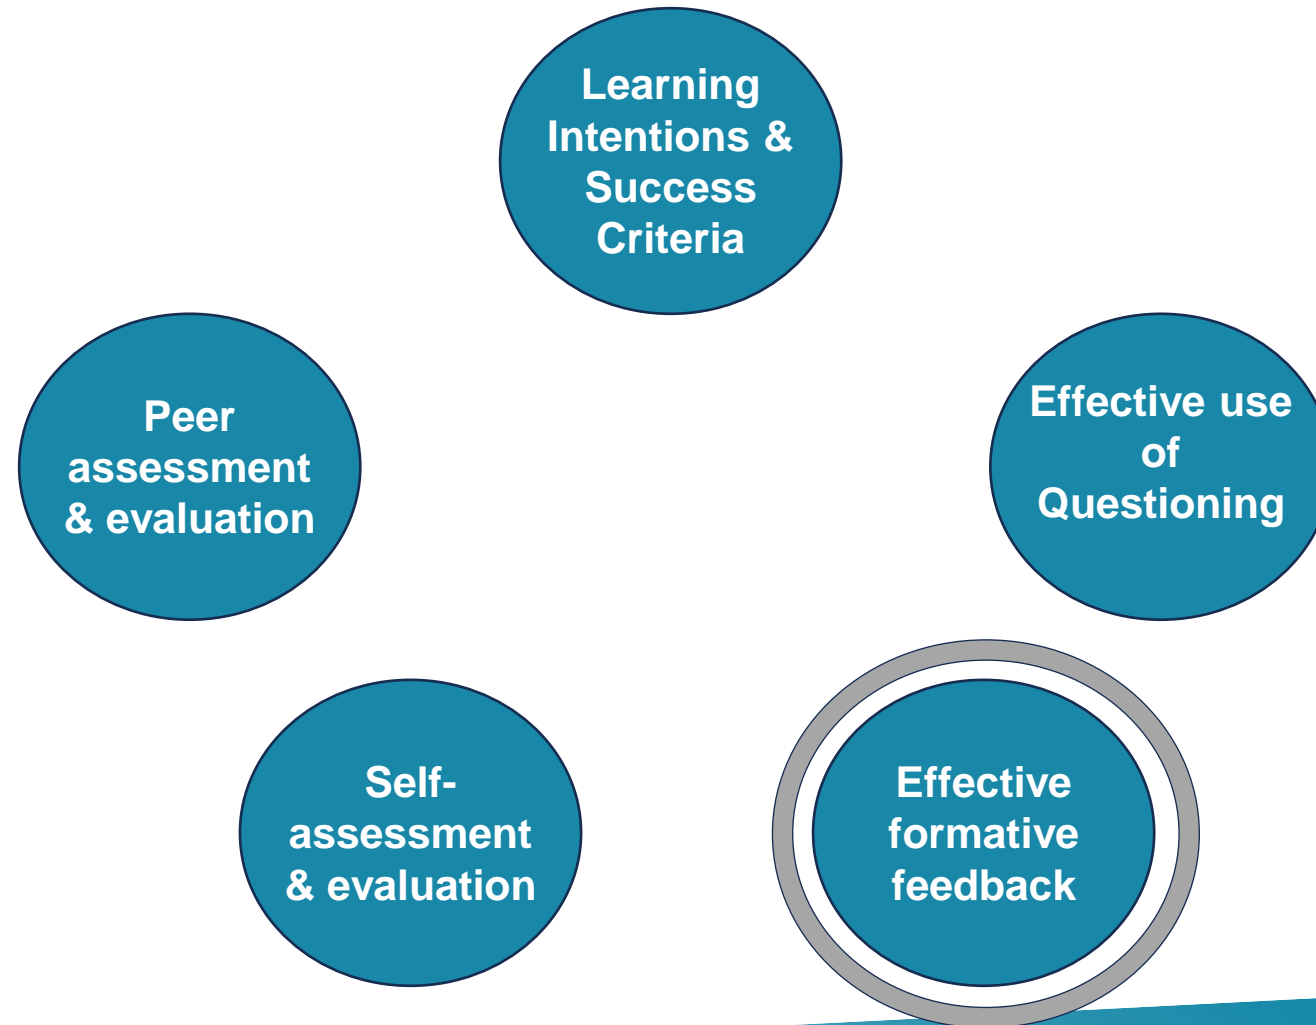 Learning
Intentions &
Success
Criteria
Effective use
of
Questioning
Effective
formative
feedback
Self-
assessment
& evaluation
Peer
assessment
& evaluation